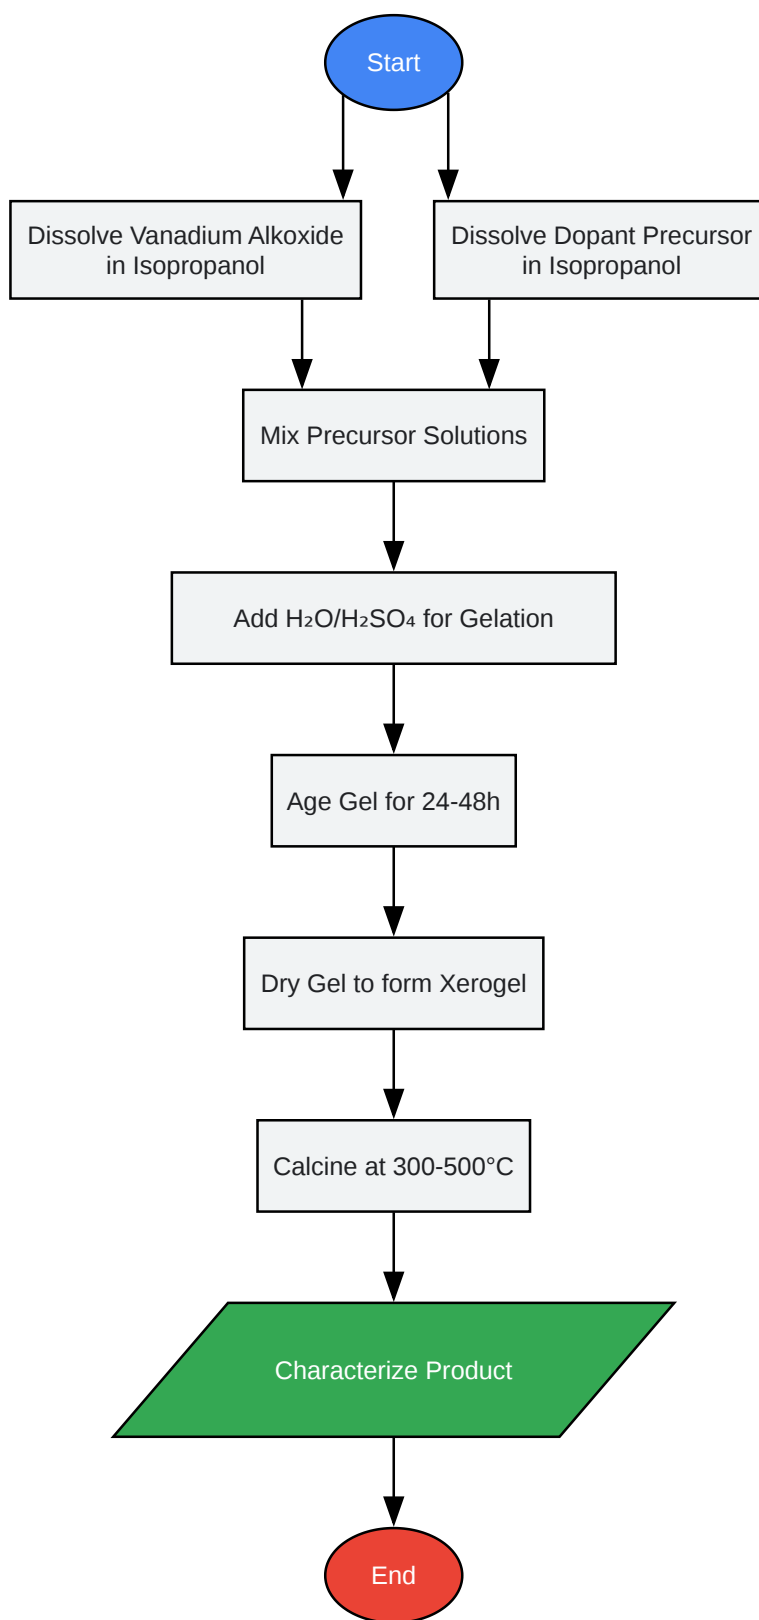 Start
Dissolve Vanadium Alkoxide
in Isopropanol
Dissolve Dopant Precursor
in Isopropanol
Mix Precursor Solutions
Add H₂O/H₂SO₄ for Gelation
Age Gel for 24-48h
Dry Gel to form Xerogel
Calcine at 300-500°C
Characterize Product
End